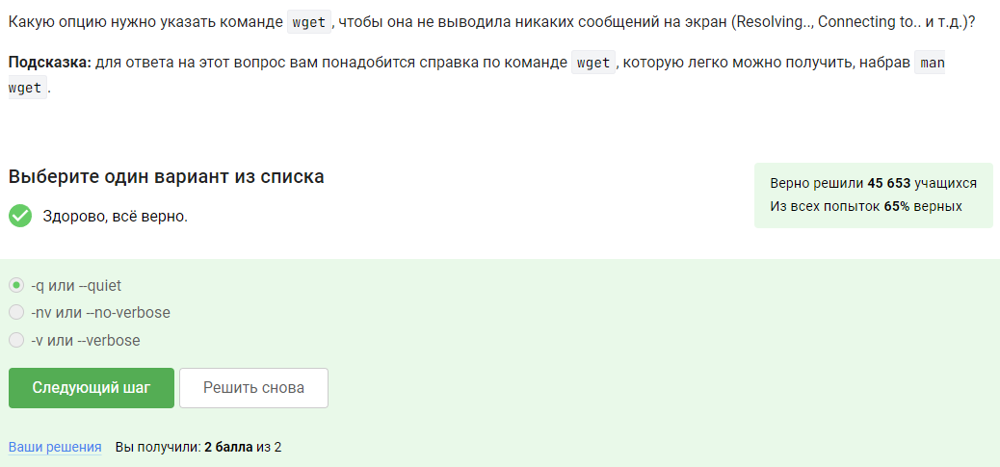 Какую опцию нужно указать команде wget, чтобы она не выводила никаких сообщений на экран (Resolving.., Connecting to.. и т.д.)?
Подсказка: для ответа на этот вопрос вам понадобится справка по команде wget, которую легко можно получить, набрав man
wget.
Выберите один вариант из списка
Здорово, всё верно.
Верно решили 45 653 учащихся
Из всех попыток 65% верных
-q или --quiet
-nv или --no-verbose
-v или --verbose
Следующий шаг
Решить снова
Ваши решения Вы получили: 2 балла из 2